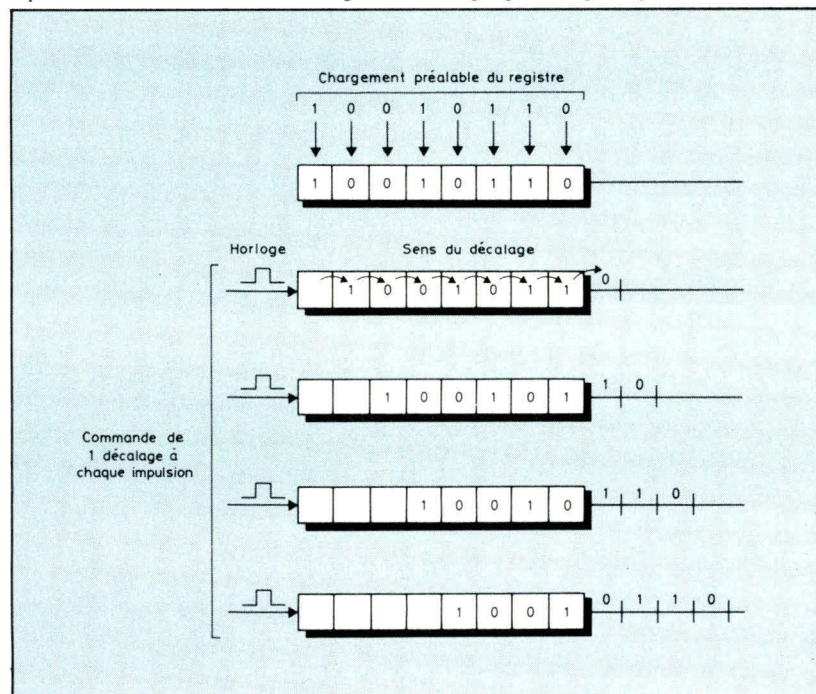 Chargement préalable du registre
1 0 0 1 0 1 1 0
1 0 0 1 0 1 1 0
Horloge
Sens du décalage
1 0 0 1 0 1 1 0
1 0 0 1 0 1 1 0
Commande de
1 décalage à
chaque impulsion
1 0 0 1 0 1 1 0
1 0 0 1 0 1 1 0